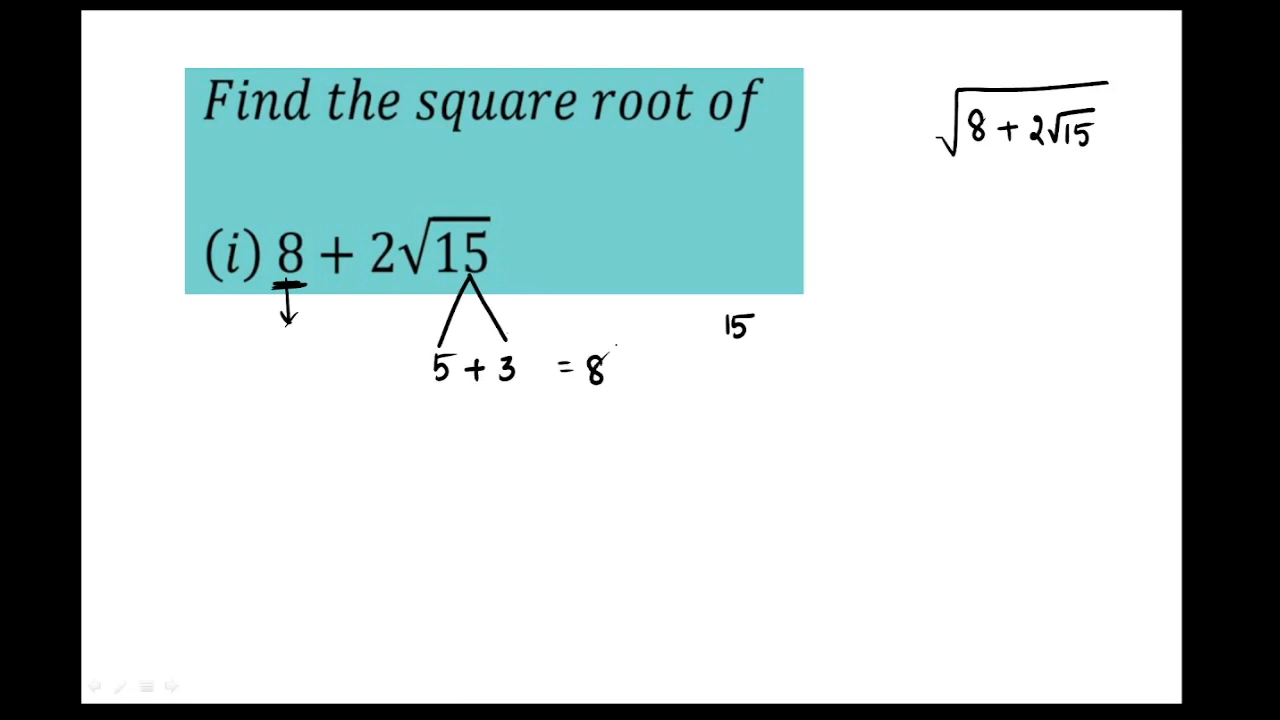 Find the square root of
√(8 + 2√15)
(i) 8 + 2√15
15
5 + 3 = 8